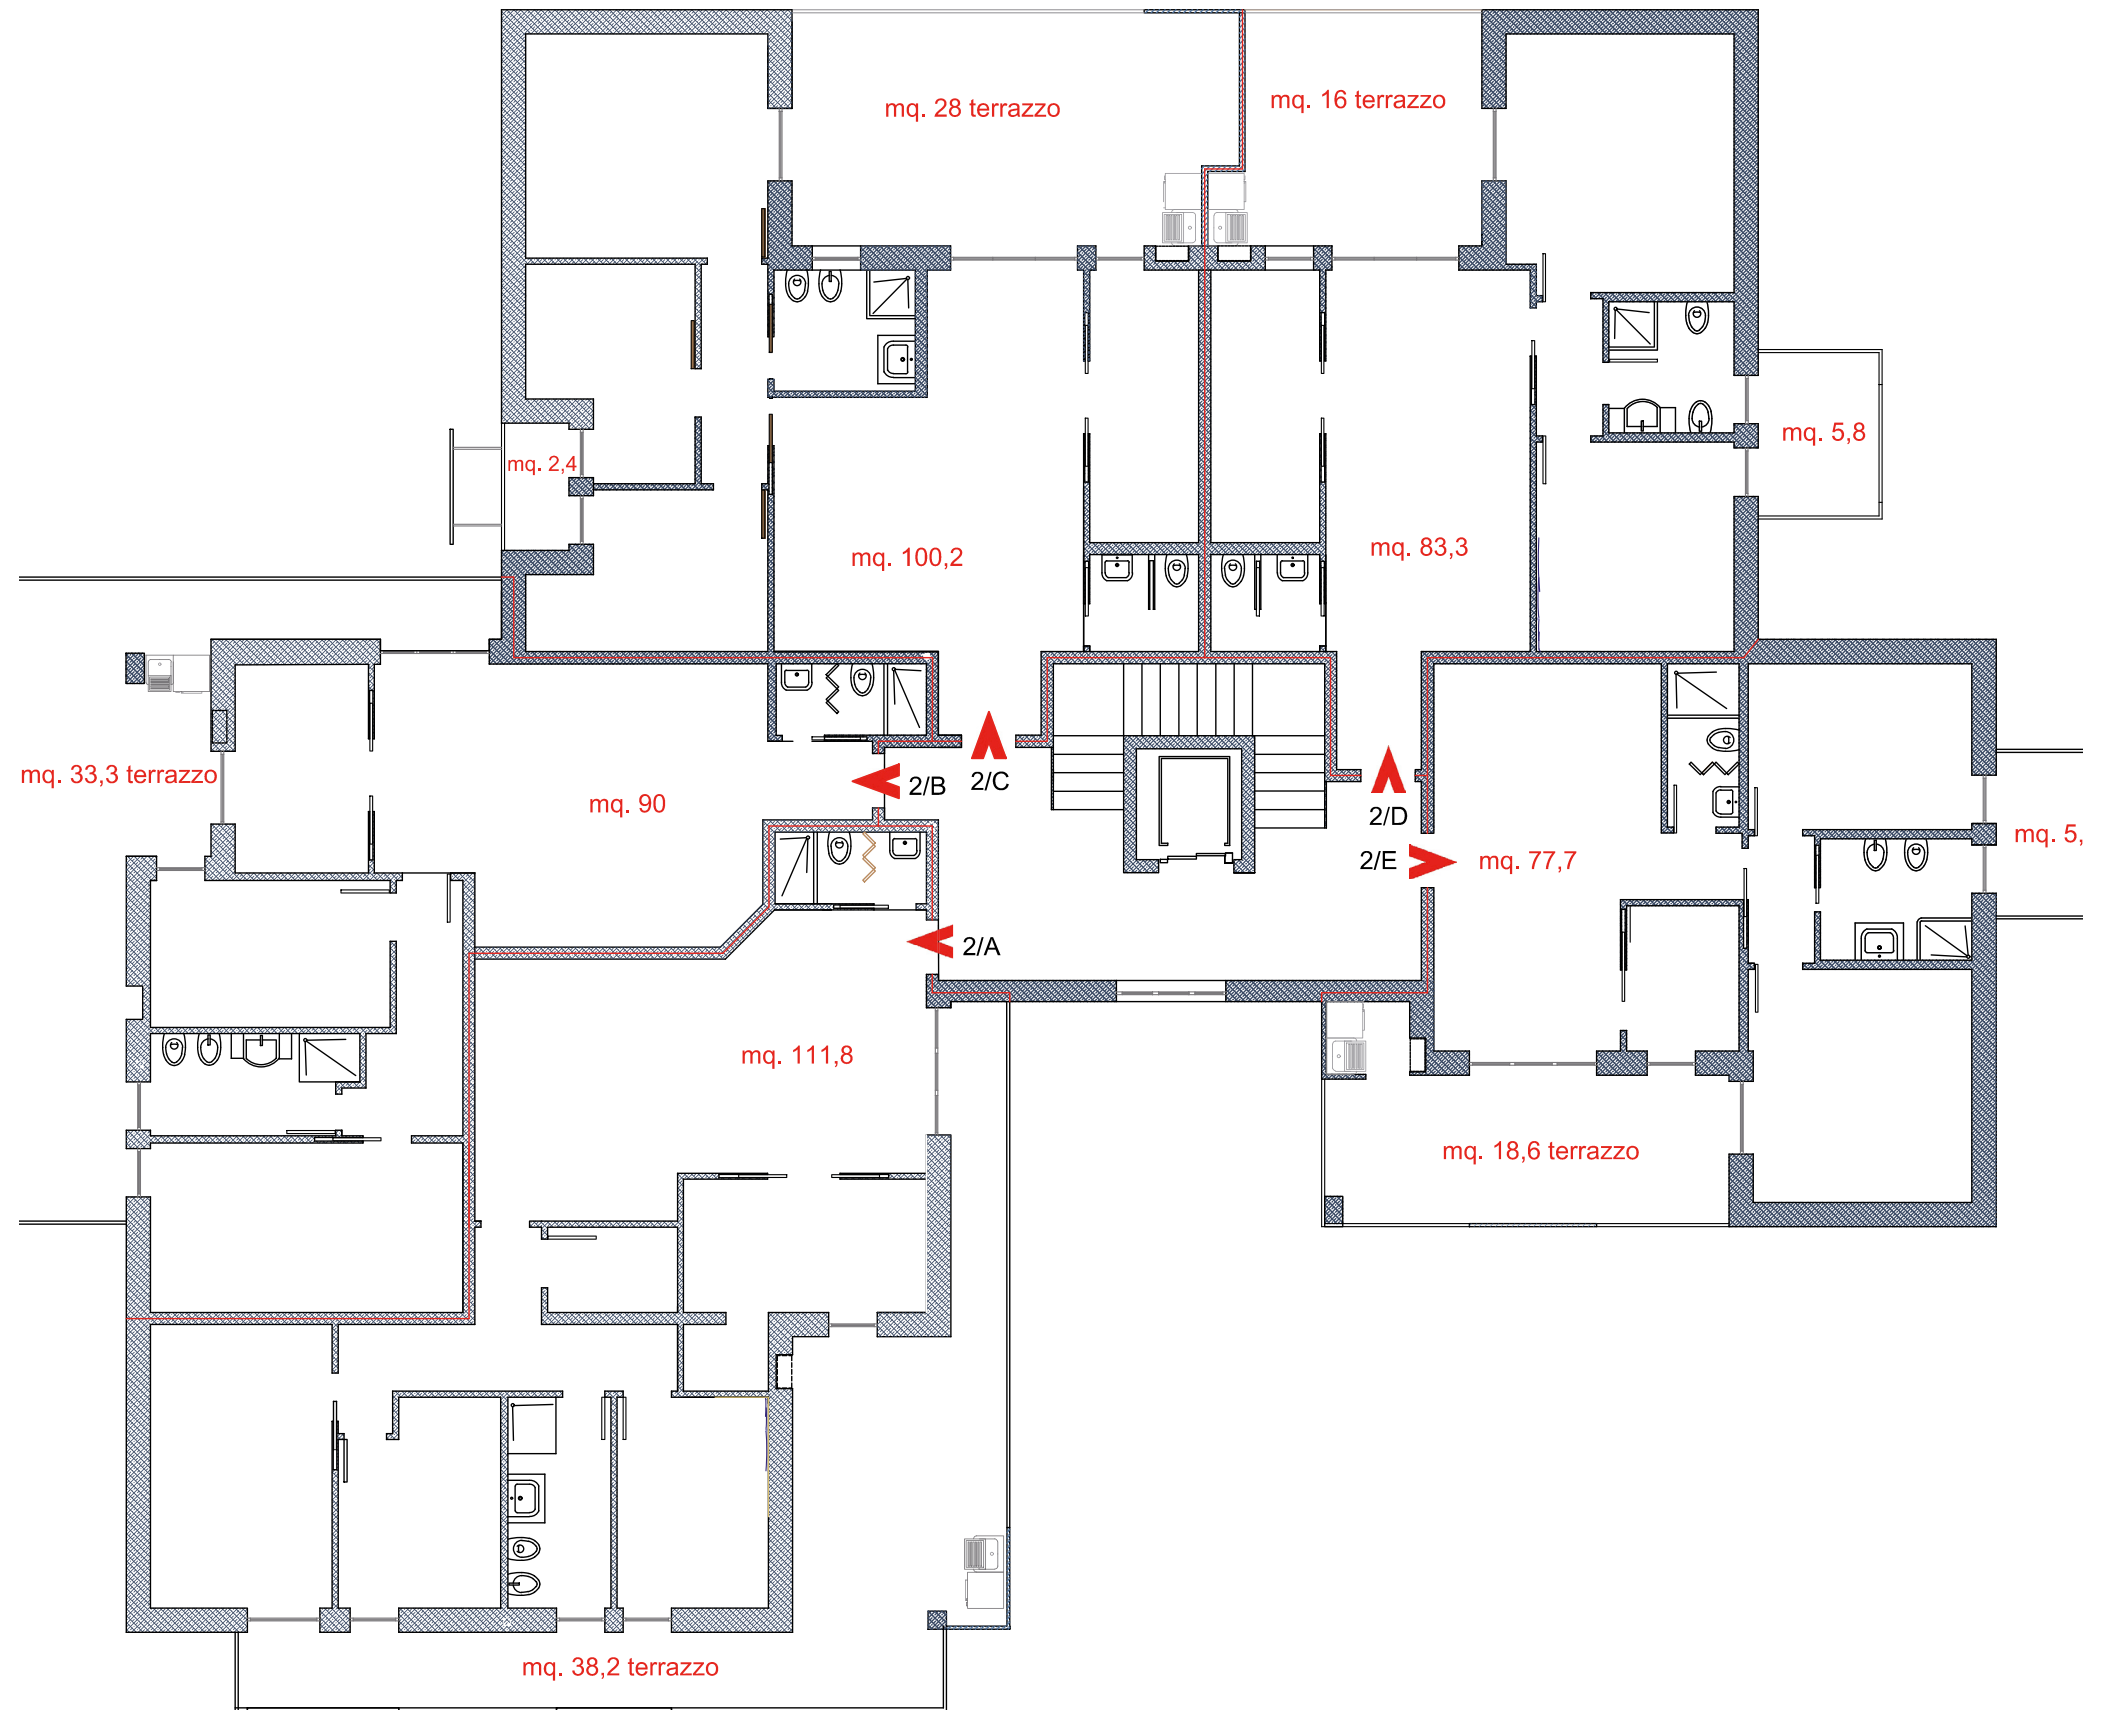 mq. 28 terrazzo
mq. 16 terrazzo
mq. 5,8
mq. 2,4
mq. 100,2
mq. 83,3
mq. 33,3 terrazzo
mq. 90
2/B
2/C
2/D
2/E
mq. 77,7
mq. 5,
2/A
mq. 111,8
mq. 18,6 terrazzo
mq. 38,2 terrazzo